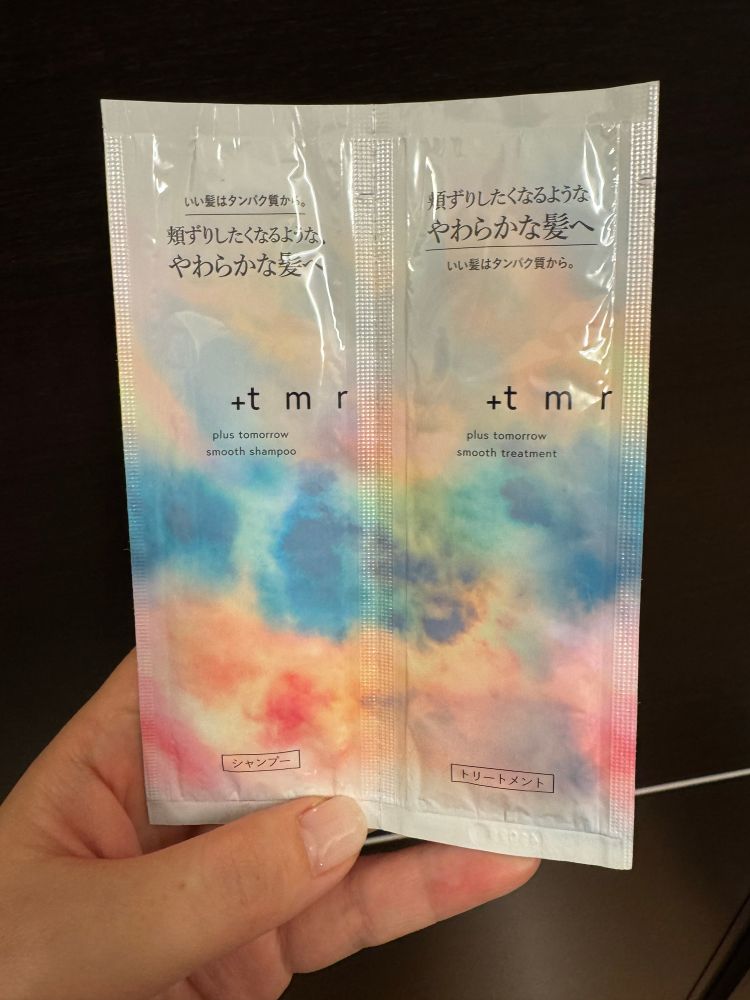 いい髪はタンパク質から。
頬ずりしたくなるような
やわらかな髪へ
+t m r
plus tomorrow
smooth shampoo
シャンプー
頬ずりしたくなるような
やわらかな髪へ
いい髪はタンパク質から。
+t m r
plus tomorrow
smooth treatment
トリートメント